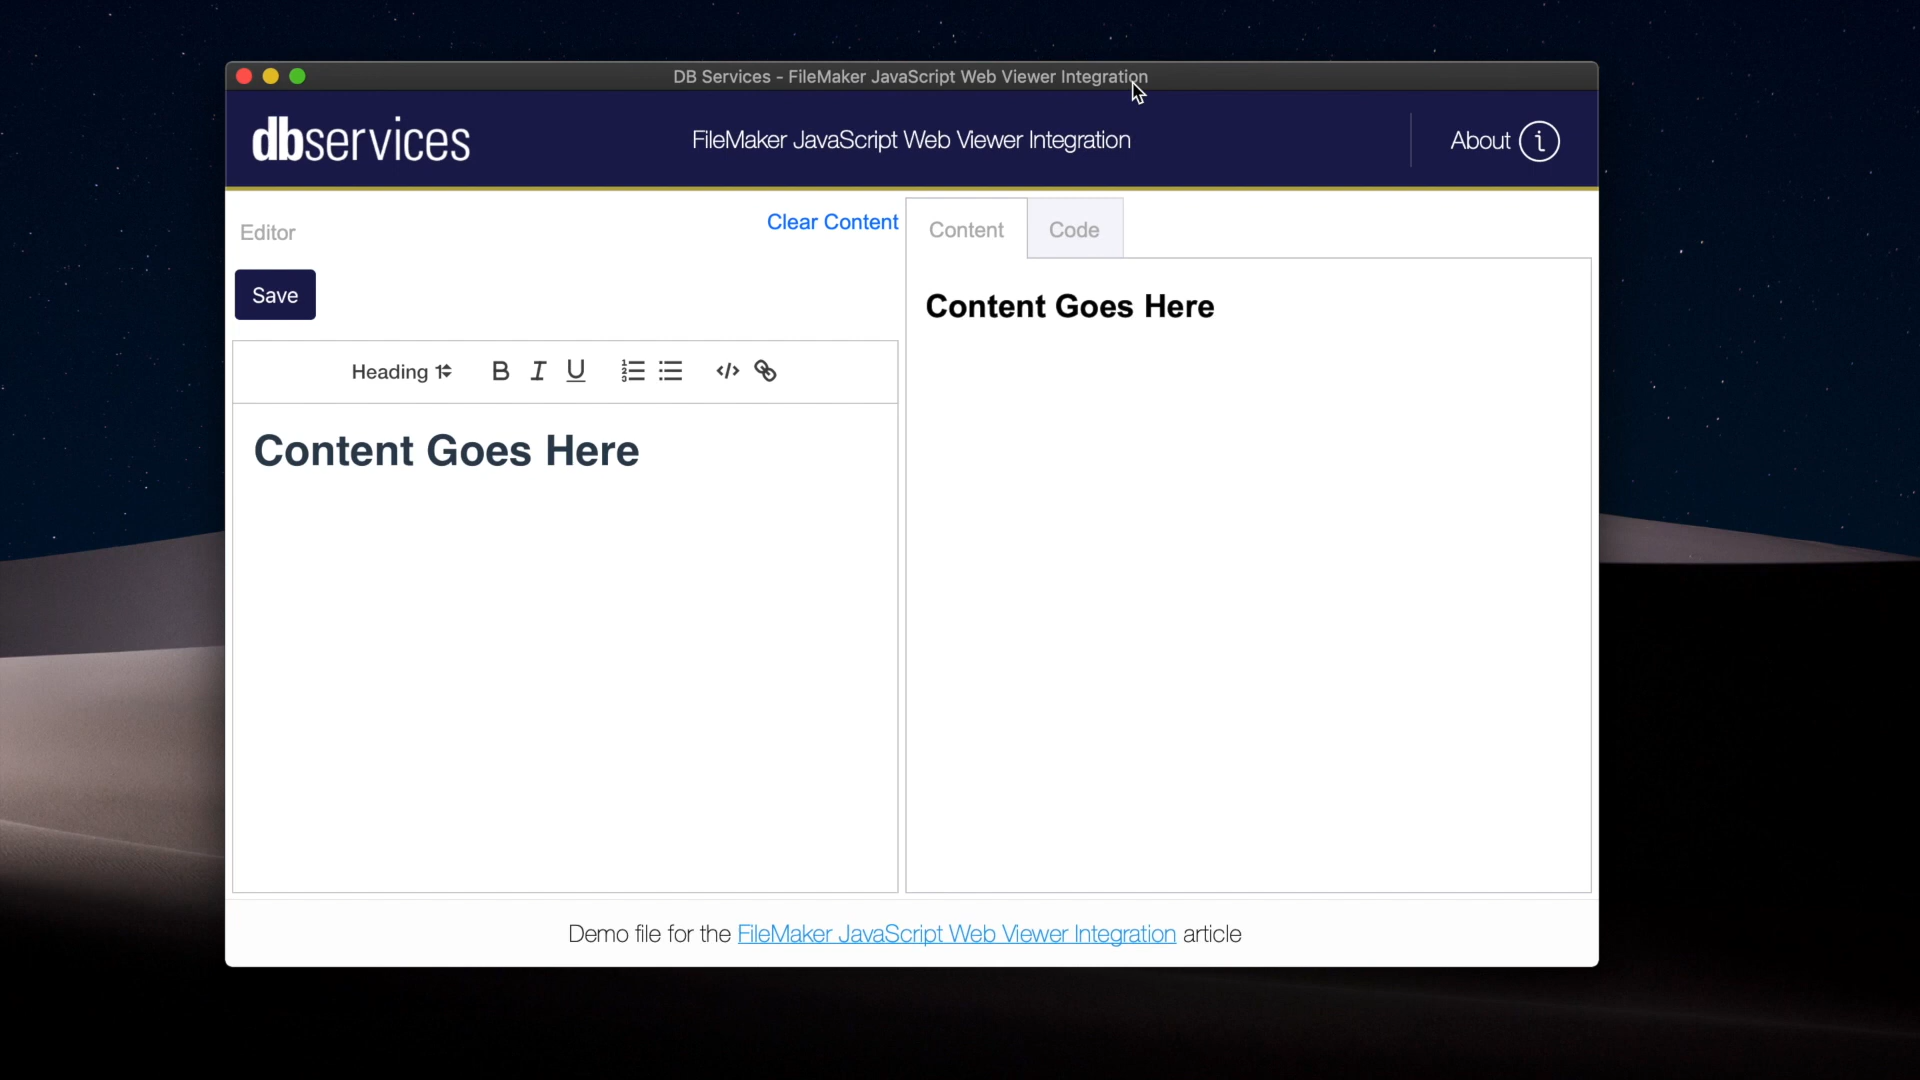 DB Services - FileMaker JavaScript Web Viewer Integration
dbservices
FileMaker JavaScript Web Viewer Integration
About i
Editor
Clear Content
Save
Heading 1
B I U
Content Goes Here
Content Code
Content Goes Here
Demo file for the FileMaker JavaScript Web Viewer Integration article